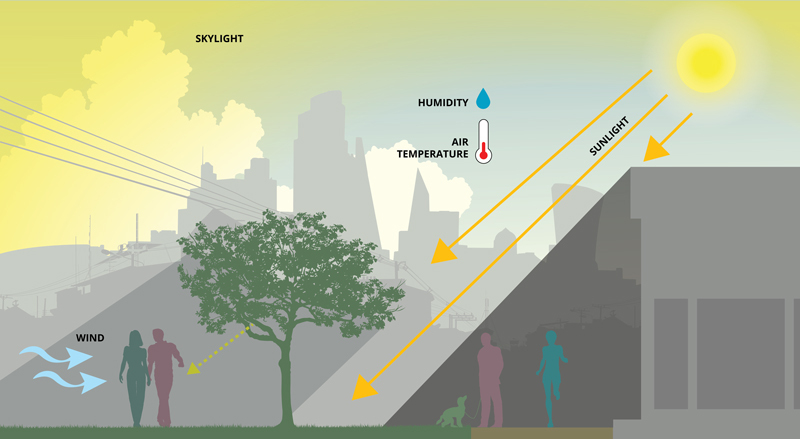 SKYLIGHT
HUMIDITY
AIR
TEMPERATURE
SUNLIGHT
WIND